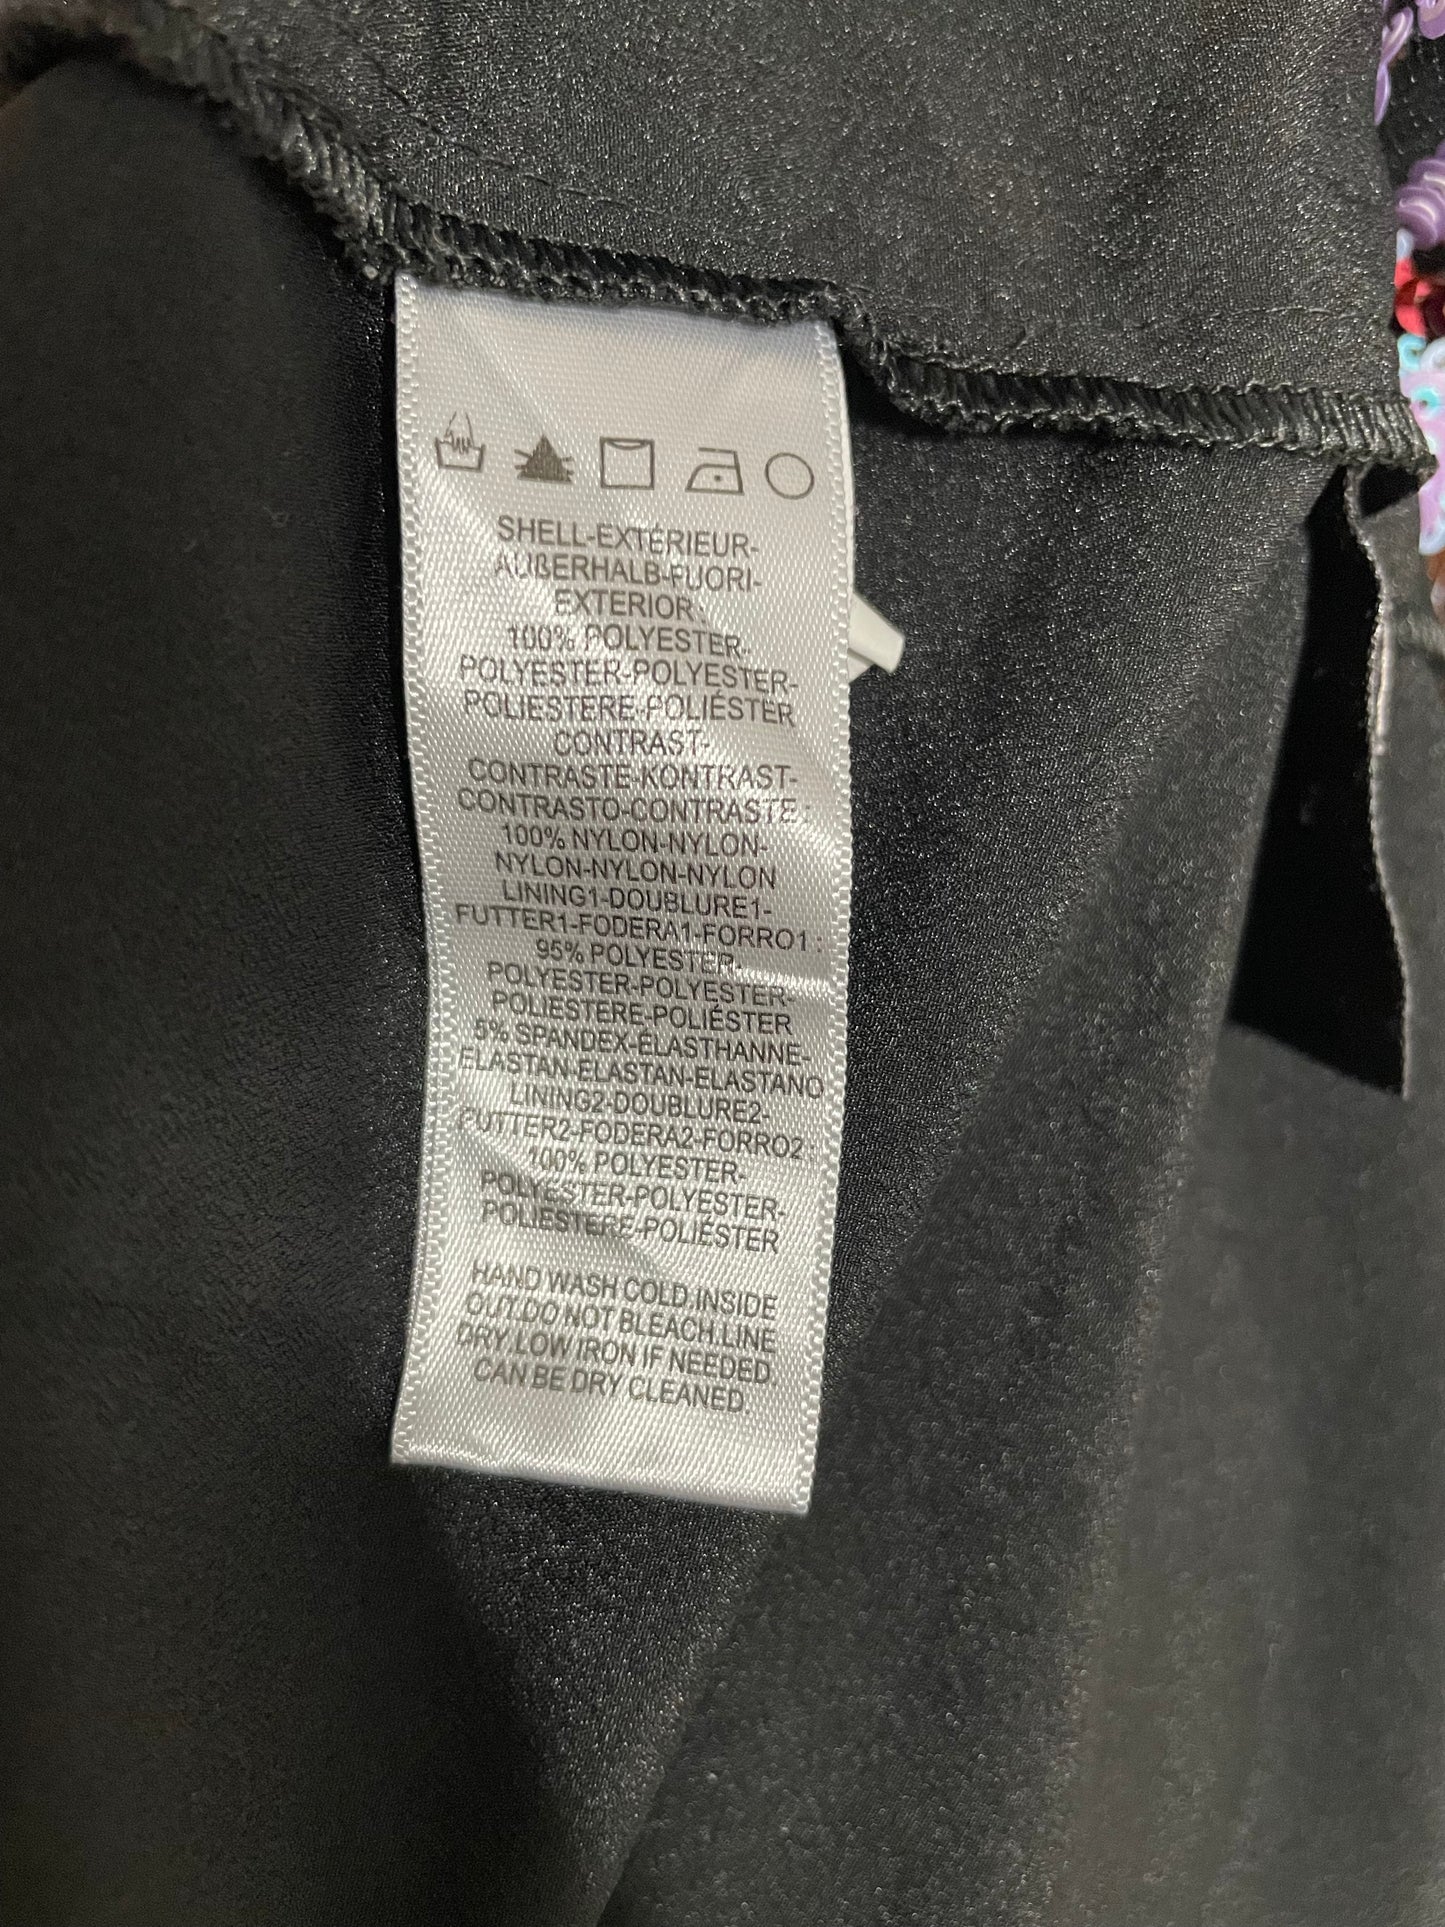 SHELL-EXTÉRIEUR-
AUßERHALB-FUORI-
EXTERIOR:
100% POLYESTER-
POLYESTER-POLYESTER-
POLIESTERE-POLIÉSTER
CONTRAST-
CONTRASTE-KONTRAST-
CONTRASTO-CONTRASTE:
100% NYLON-NYLON-
NYLON-NYLON-NYLON
LINING1-DOUBLURE1-
FUTTER1-FODERA1-FORRO1:
95% POLYESTER-
POLYESTER-POLYESTER-
POLIESTERE-POLIÉSTER
5% SPANDEX-ÉLASTHANNE-
ELASTAN-ELASTAN-ELASTANO
LINING2-DOUBLURE2-
FUTTER2-FODERA2-FORRO2
100% POLYESTER-
POLYESTER-POLYESTER-
POLIESTERE-POLIÉSTER
HAND WASH COLD.INSIDE
OUT.DO NOT BLEACH.LINE
DRY.LOW IRON IF NEEDED.
CAN BE DRY CLEANED.